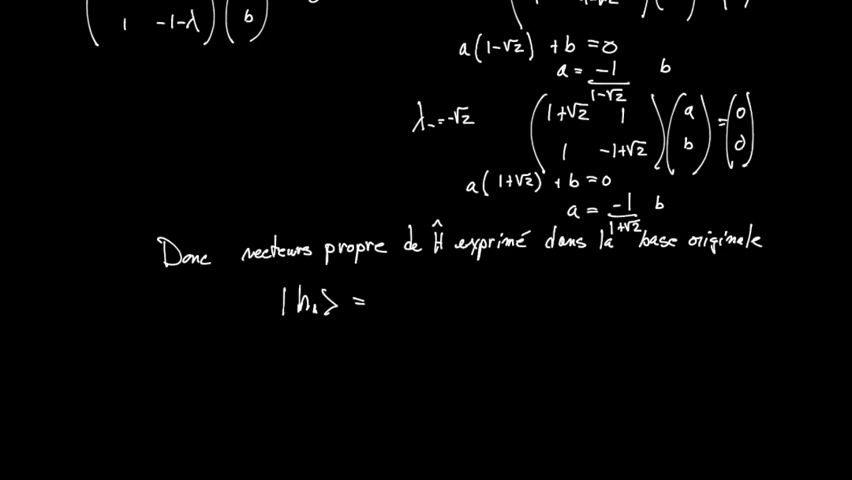 ( 1 -1-λ ) ( b )
a(1-√2) + b = 0
a = -1/(1-√2) b
λ₋ = -√2 ( 1+√2 1 ) ( a ) = ( 0 )
( 1 -1+√2 ) ( b ) ( 0 )
a(1+√2) + b = 0
a = -1/(1+√2) b
Donc vecteurs propre de Ĥ exprimé dans la base originale
|h₁> =